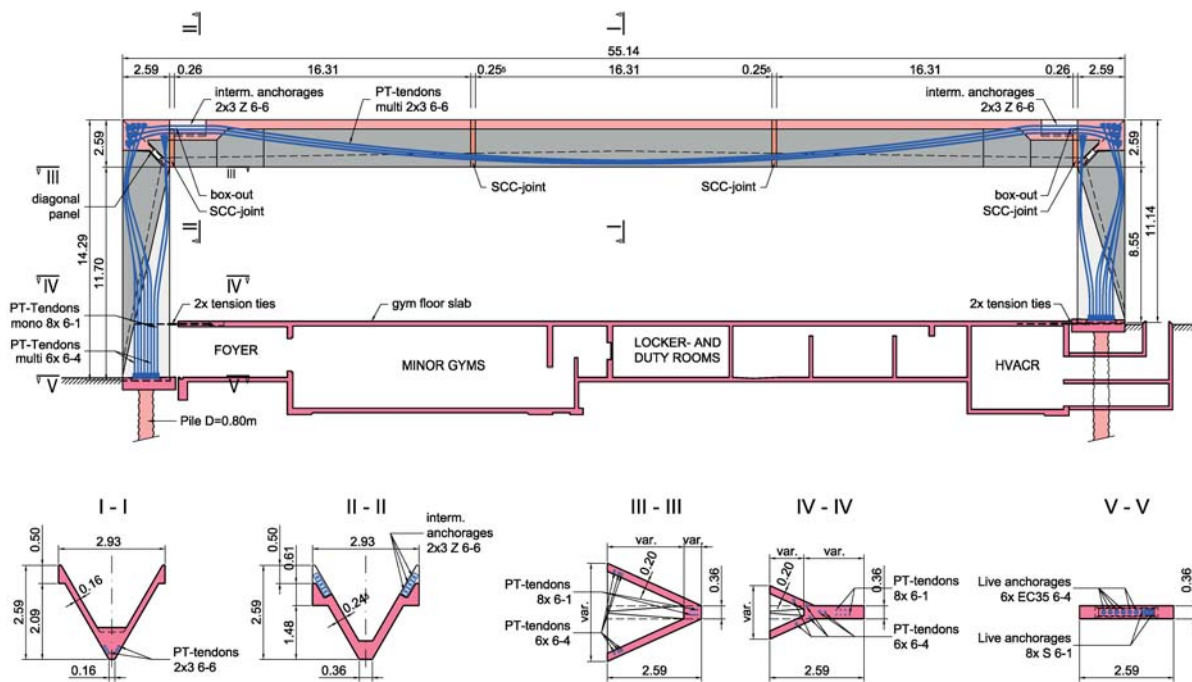 II
I
55.14
2.59
0.26
16.31
0.25⁵
16.31
0.25⁵
16.31
0.26
2.59
interm. anchorages
2x3 Z 6-6
PT-tendons
multi 2x3 6-6
interm. anchorages
2x3 Z 6-6
2.59
2.59
III
III
diagonal
panel
box-out
SCC-joint
SCC-joint
SCC-joint
box-out
SCC-joint
14.29
11.70
II
I
8.55
11.14
IV
IV
PT-Tendons
mono 8x 6-1
2x tension ties
gym floor slab
2x tension ties
PT-Tendons
multi 6x 6-4
FOYER
MINOR GYMS
LOCKER- AND
DUTY ROOMS
HVACR
V
V
Pile D=0.80m
I - I
2.93
0.50
2.59
2.09
0.16
PT-tendons
2x3 6-6
0.16
II - II
interm.
anchorages
2x3 Z 6-6
2.93
0.50
0.61
2.59
1.48
0.24⁵
0.36
III - III
var.
var.
0.20
0.36
PT-tendons
8x 6-1
var.
PT-tendons
6x 6-4
2.59
IV - IV
var.
var.
0.20
0.36
var.
PT-tendons
8x 6-1
PT-tendons
6x 6-4
2.59
V - V
Live anchorages
6x EC35 6-4
0.36
Live anchorages
8x S 6-1
2.59